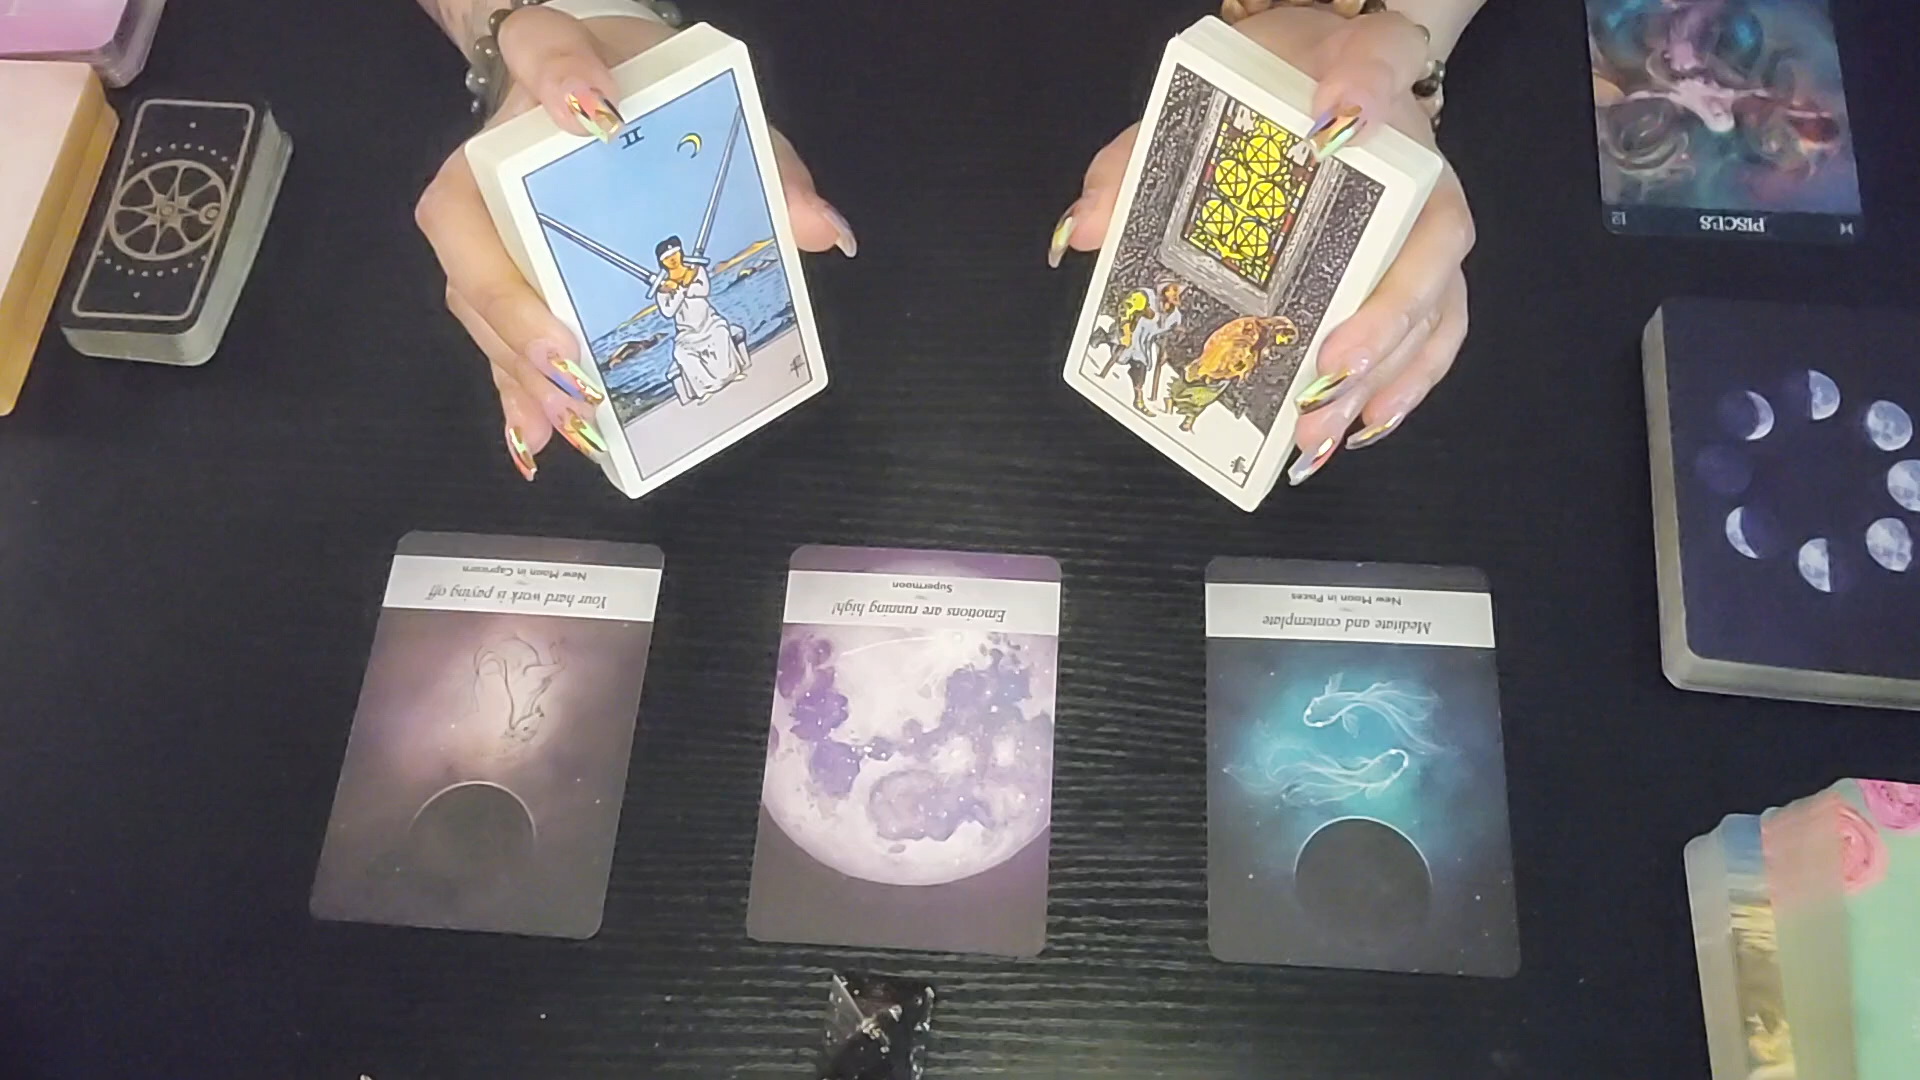 II
12
PISCES
Your hard work is paying off
New Moon in Capricorn
Emotions are running high!
Supermoon
Meditate and contemplate
New Moon in Pisces